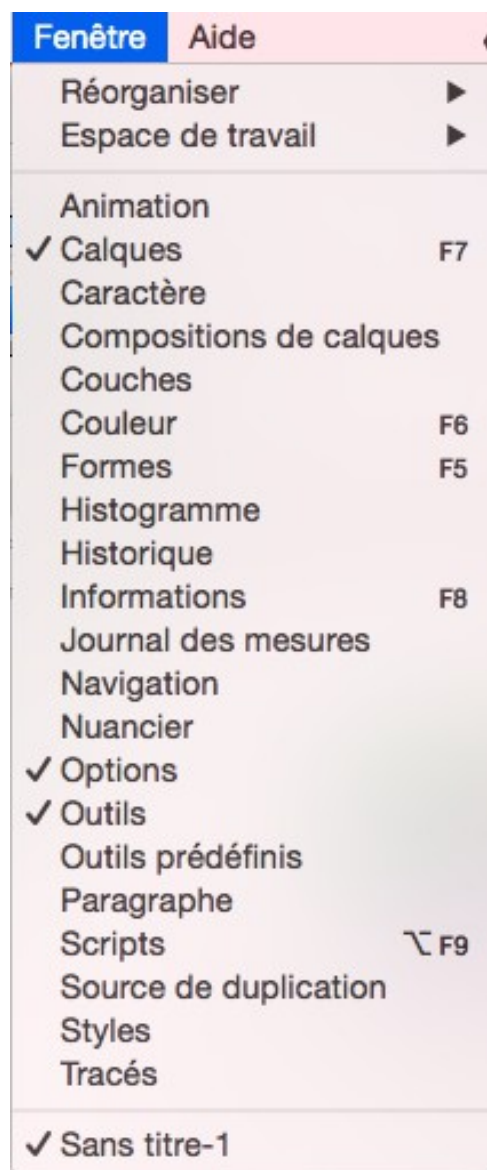 Fenêtre Aide
Réorganiser ▶
Espace de travail ▶
Animation
✓ Calques F7
Caractère
Compositions de calques
Couches
Couleur F6
Formes F5
Histogramme
Historique
Informations F8
Journal des mesures
Navigation
Nuancier
✓ Options
✓ Outils
Outils prédéfinis
Paragraphe
Scripts ⌥ F9
Source de duplication
Styles
Tracés
✓ Sans titre-1